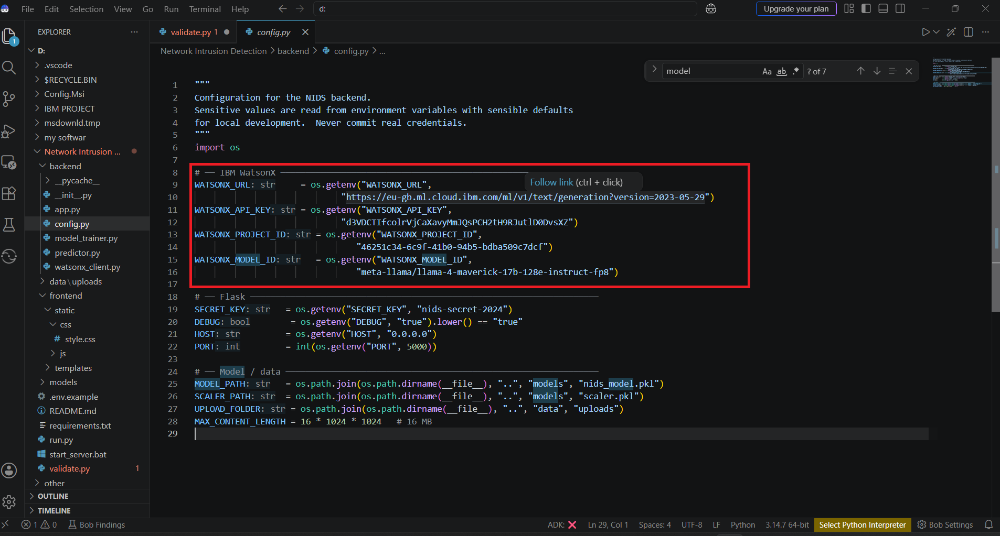 File Edit Selection View Go Run Terminal Help
d:
Upgrade your plan
1
EXPLORER
D:
.vscode
$RECYCLE.BIN
Config.Msi
IBM PROJECT
msdownld.tmp
my softwar
Network Intrusion ...
backend
__pycache__
__init__.py
app.py
config.py
model_trainer.py
predictor.py
watsonx_client.py
data\uploads
frontend
static
css
# style.css
js
templates
models
.env.example
README.md
requirements.txt
run.py
start_server.bat
validate.py 1
other
OUTLINE
TIMELINE
validate.py 1
config.py
Network Intrusion Detection > backend > config.py > ...
model Aa ab .* ? of 7
1 """
2 Configuration for the NIDS backend.
3 Sensitive values are read from environment variables with sensible defaults
4 for local development.  Never commit real credentials.
5 """
6 import os
7
8 # —— IBM WatsonX ——————————
9 WATSONX_URL: str = os.getenv("WATSONX_URL",
Follow link (ctrl + click)
10 "https://eu-gb.ml.cloud.ibm.com/ml/v1/text/generation?version=2023-05-29")
11 WATSONX_API_KEY: str = os.getenv("WATSONX_API_KEY",
12 "d3VDCTIfcolrVjCaXavyMmJQsPCH2tH9RJutlD0DvsXZ")
13 WATSONX_PROJECT_ID: str = os.getenv("WATSONX_PROJECT_ID",
14 "46251c34-6c9f-41b0-94b5-bdba509c7dcf")
15 WATSONX_MODEL_ID: str = os.getenv("WATSONX_MODEL_ID",
16 "meta-llama/llama-4-maverick-17b-128e-instruct-fp8")
17
18 # —— Flask ——————————
19 SECRET_KEY: str = os.getenv("SECRET_KEY", "nids-secret-2024")
20 DEBUG: bool = os.getenv("DEBUG", "true").lower() == "true"
21 HOST: str = os.getenv("HOST", "0.0.0.0")
22 PORT: int = int(os.getenv("PORT", 5000))
23
24 # —— Model / data ——————————
25 MODEL_PATH: str = os.path.join(os.path.dirname(__file__), "..", "models", "nids_model.pkl")
26 SCALER_PATH: str = os.path.join(os.path.dirname(__file__), "..", "models", "scaler.pkl")
27 UPLOAD_FOLDER: str = os.path.join(os.path.dirname(__file__), "..", "data", "uploads")
28 MAX_CONTENT_LENGTH = 16 * 1024 * 1024   # 16 MB
29
1 0 Bob Findings
ADK: ❌ Ln 29, Col 1 Spaces: 4 UTF-8 LF Python 3.14.7 64-bit Select Python Interpreter Bob Settings